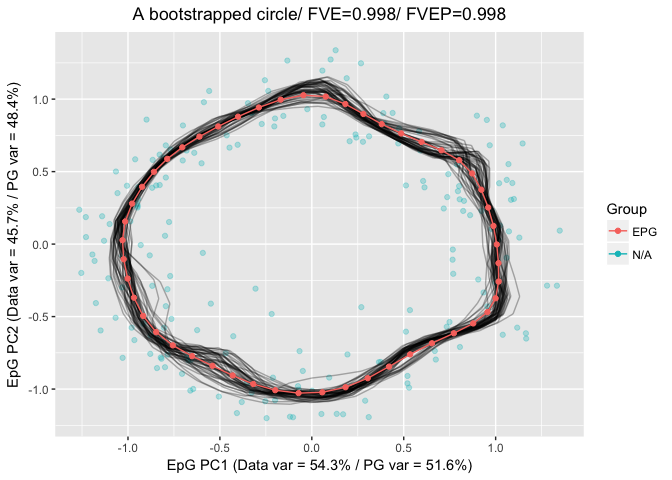 A bootstrapped circle/ FVE=0.998/ FVEP=0.998
EpG PC2 (Data var = 45.7% / PG var = 48.4%)
1.0
0.5
0.0
-0.5
-1.0
-1.0
-0.5
0.0
0.5
1.0
EpG PC1 (Data var = 54.3% / PG var = 51.6%)
Group
EPG
N/A